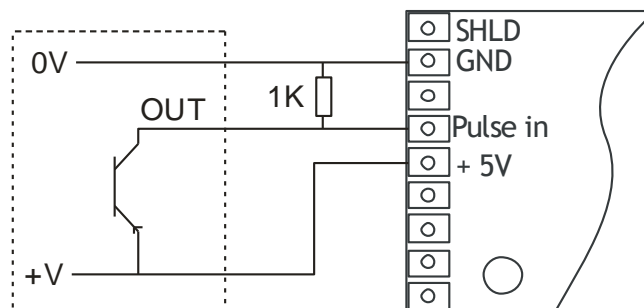 SHLD
0V
GND
1K
OUT
Pulse in
+ 5V
+V